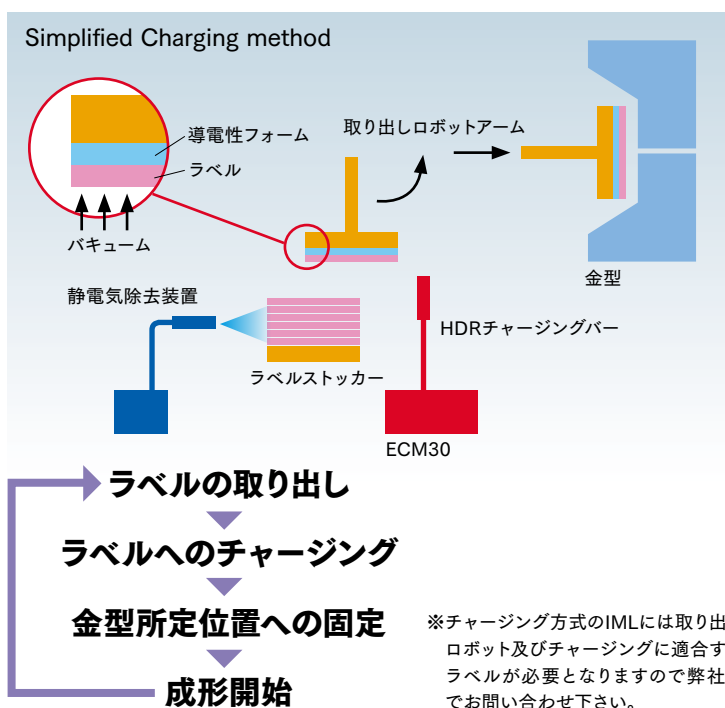 Simplified Charging method
導電性フォーム
ラベル
バキューム
取り出しロボットアーム
金型
静電気除去装置
ラベルストッカー
HDRチャージングバー
ECM30
ラベルの取り出し
ラベルへのチャージング
金型所定位置への固定
成形開始
※チャージング方式のIMLには取り出
ロボット及びチャージングに適合す
ラベルが必要となりますので弊社
でお問い合わせ下さい。